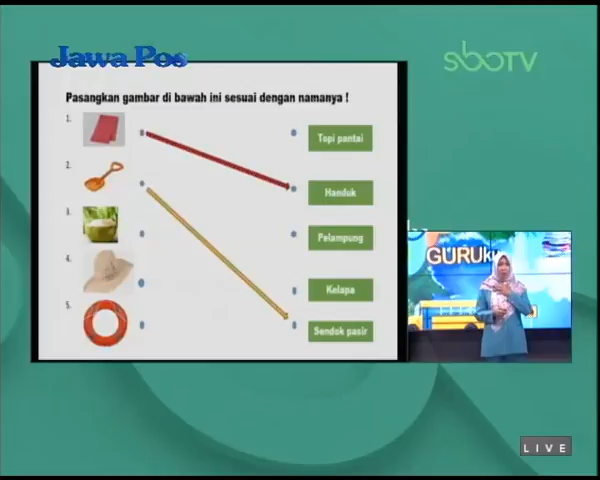 Jawa Pos
sboTV
Pasangkan gambar di bawah ini sesuai dengan namanya !
1.
Topi pantai
2.
Handuk
3.
Pelampung
4.
Kelapa
5.
Sendok pasir
GURUku
LIVE